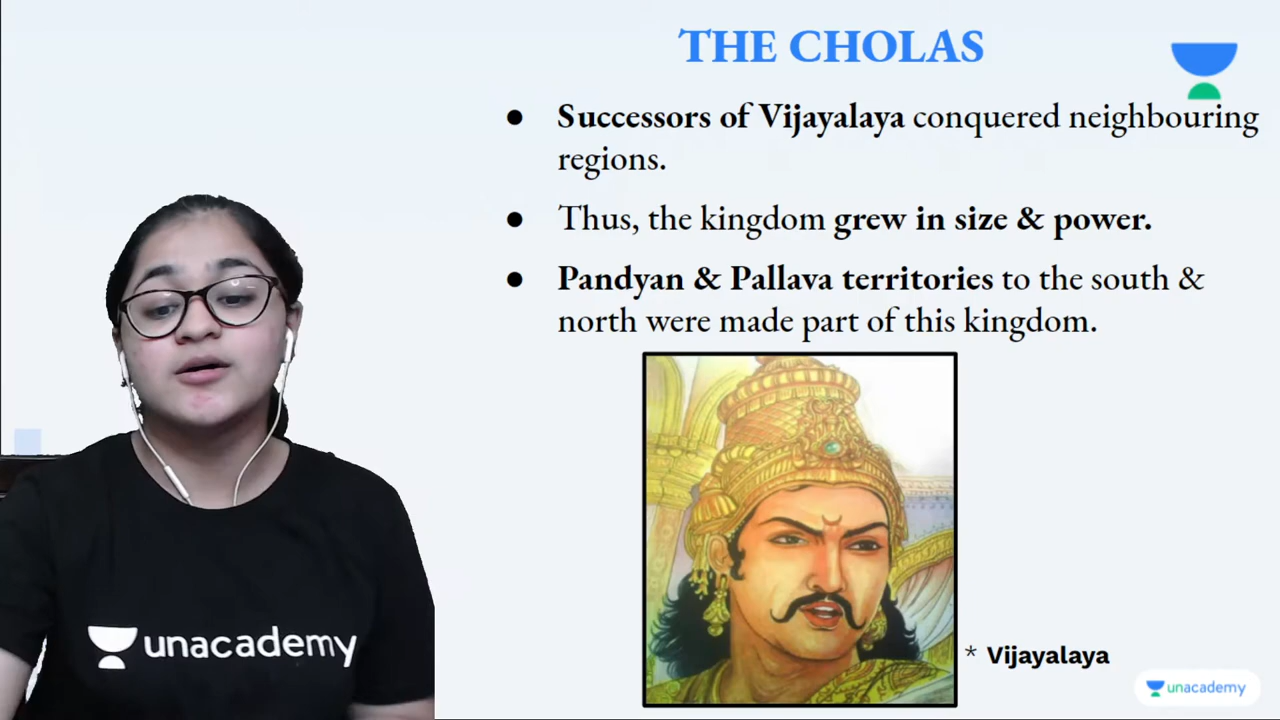 THE CHOLAS
● Successors of Vijayalaya conquered neighbouring
regions.
● Thus, the kingdom grew in size & power.
● Pandyan & Pallava territories to the south &
north were made part of this kingdom.
* Vijayalaya
unacademy
unacademy